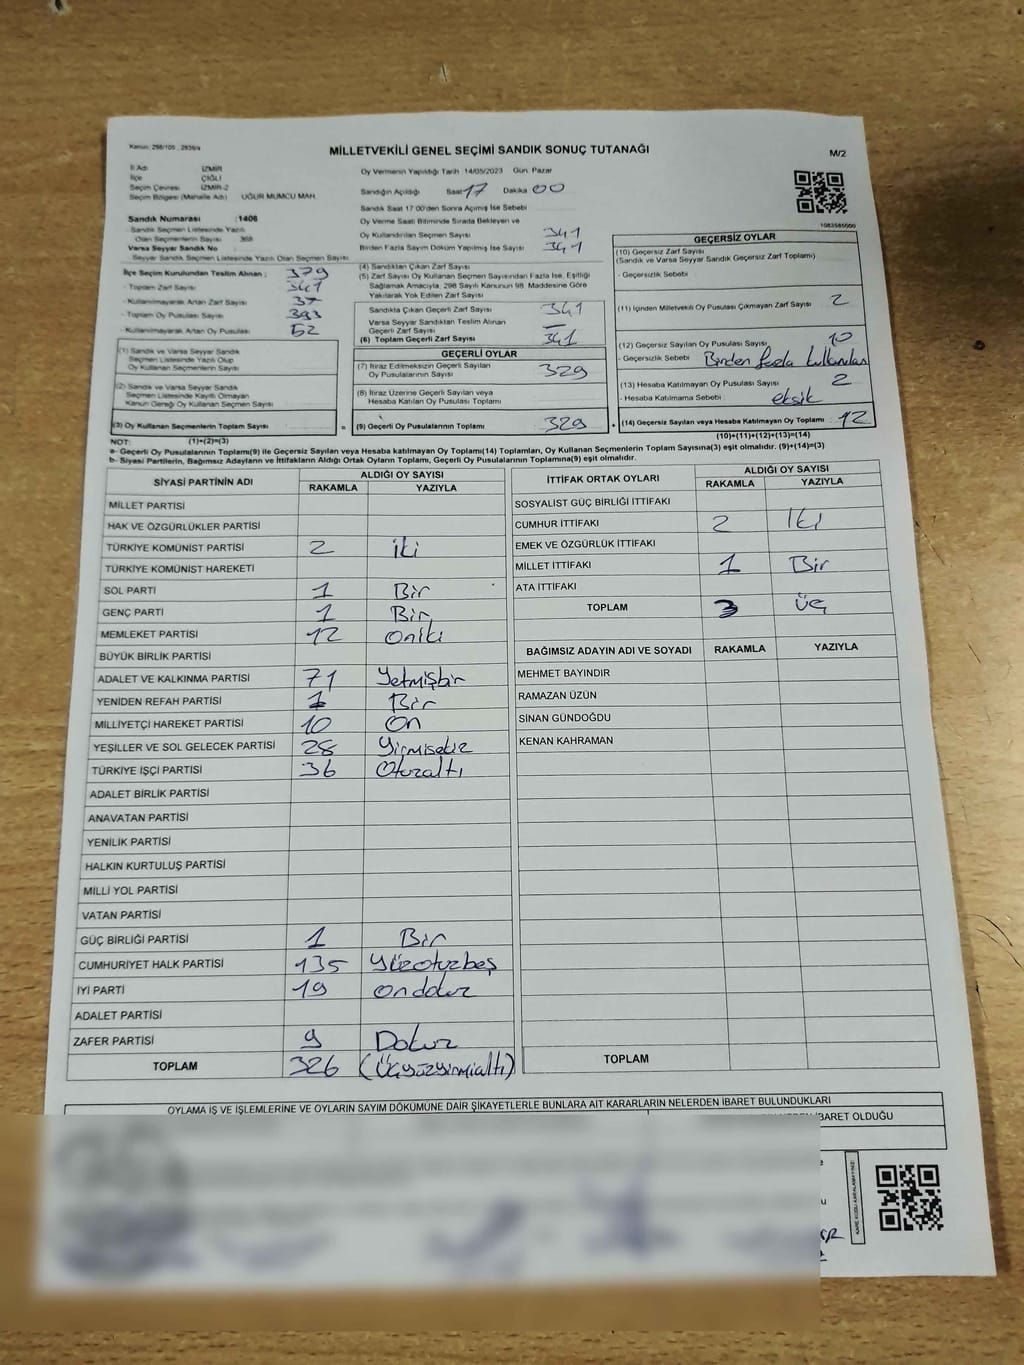 Kanun: 298/105, 2839/a
MİLLETVEKİLİ GENEL SEÇİMİ SANDIK SONUÇ TUTANAĞI
M/2
İl Adı İZMİR
İlçe ÇİĞLİ
Seçim Çevresi İZMİR-2
Seçim Bölgesi (Mahalle Adı) UĞUR MUMCU MAH.
Sandık Numarası :1406
Sandık Seçmen Listesinde Yazılı
Olan Seçmenlerin Sayısı 368
Varsa Seyyar Sandık No
Seyyar Sandık Seçmen Listesinde Yazılı Olan Seçmen Sayısı:
Oy Vermenin Yapıldığı Tarih 14/05/2023 Gün Pazar
Sandığın Açıldığı Saat 17 Dakika 00
Sandık Saat 17.00'den Sonra Açılmış İse Sebebi
Oy Verme Saati Bitiminde Sırada Bekleyen ve
Oy Kullandırılan Seçmen Sayısı 341
Birden Fazla Sayım Döküm Yapılmış İse Sayısı 341
1083585000
İlçe Seçim Kurulundan Teslim Alınan : 379
- Toplam Zarf Sayısı 341
- Kullanılmayarak Artan Zarf Sayısı 37
- Toplam Oy Pusulası Sayısı 393
- Kullanılmayarak Artan Oy Pusulası 52
(1) Sandık ve Varsa Seyyar Sandık
Seçmen Listesinde Yazılı Olup
Oy Kullanan Seçmenlerin Sayısı
(2) Sandık ve Varsa Seyyar Sandık
Seçmen Listesinde Kayıtlı Olmayan
Kanun Gereği Oy Kullanan Seçmen Sayısı
(3) Oy Kullanan Seçmenlerin Toplam Sayısı =
(4) Sandıktan Çıkan Zarf Sayısı
(5) Zarf Sayısı Oy Kullanan Seçmen Sayısından Fazla İse, Eşitliği
Sağlamak Amacıyla, 298 Sayılı Kanunun 98. Maddesine Göre
Yakılarak Yok Edilen Zarf Sayısı
Sandıkta Çıkan Geçerli Zarf Sayısı 341
Varsa Seyyar Sandıktan Teslim Alınan
Geçerli Zarf Sayısı —
(6) Toplam Geçerli Zarf Sayısı 341
GEÇERLİ OYLAR
(7) İtiraz Edilmeksizin Geçerli Sayılan
Oy Pusulalarının Sayısı 329
(8) İtiraz Üzerine Geçerli Sayılan veya
Hesaba Katılan Oy Pusulası Toplamı
(9) Geçerli Oy Pusulalarının Toplamı 329 +
GEÇERSİZ OYLAR
(10) Geçersiz Zarf Sayısı
(Sandık ve Varsa Seyyar Sandık Geçersiz Zarf Toplamı)
- Geçersizlik Sebebi
(11) İçinden Milletvekili Oy Pusulası Çıkmayan Zarf Sayısı 2
(12) Geçersiz Sayılan Oy Pusulası Sayısı 10
- Geçersizlik Sebebi Birden fazla kullanılan
(13) Hesaba Katılmayan Oy Pusulası Sayısı 2
- Hesaba Katılmama Sebebi eksik
(14) Geçersiz Sayılan veya Hesaba Katılmayan Oy Toplamı 12
NOT: (1)+(2)=(3)
(10)+(11)+(12)+(13)=(14)
a- Geçerli Oy Pusulalarının Toplamı(9) ile Geçersiz Sayılan veya Hesaba katılmayan Oy Toplamı(14) Toplamları, Oy Kullanan Seçmenlerin Toplam Sayısına(3) eşit olmalıdır. (9)+(14)=(3)
b- Siyasi Partilerin, Bağımsız Adayların ve İttifakların Aldığı Ortak Oyların Toplamı, Geçerli Oy Pusulalarının Toplamına(9) eşit olmalıdır.
SİYASİ PARTİNİN ADI ALDIĞI OY SAYISI
RAKAMLA YAZIYLA
MİLLET PARTİSİ
HAK VE ÖZGÜRLÜKLER PARTİSİ
TÜRKİYE KOMÜNİST PARTİSİ 2 iki
TÜRKİYE KOMÜNİST HAREKETİ
SOL PARTİ 1 Bir
GENÇ PARTİ 1 Bir
MEMLEKET PARTİSİ 12 oniki
BÜYÜK BİRLİK PARTİSİ
ADALET VE KALKINMA PARTİSİ 71 Yetmişbir
YENİDEN REFAH PARTİSİ 1 Bir
MİLLİYETÇİ HAREKET PARTİSİ 10 On
YEŞİLLER VE SOL GELECEK PARTİSİ 28 Yirmisekiz
TÜRKİYE İŞÇİ PARTİSİ 36 Otuzaltı
ADALET BİRLİK PARTİSİ
ANAVATAN PARTİSİ
YENİLİK PARTİSİ
HALKIN KURTULUŞ PARTİSİ
MİLLİ YOL PARTİSİ
VATAN PARTİSİ
GÜÇ BİRLİĞİ PARTİSİ 1 Bir
CUMHURİYET HALK PARTİSİ 135 Yüzotuzbeş
İYİ PARTİ 19 ondokuz
ADALET PARTİSİ
ZAFER PARTİSİ 9 Dokuz
TOPLAM 326 (Üçyüzyirmialtı)
İTTİFAK ORTAK OYLARI ALDIĞI OY SAYISI
RAKAMLA YAZIYLA
SOSYALIST GÜÇ BİRLİĞİ İTTİFAKI
CUMHUR İTTİFAKI 2 İki
EMEK VE ÖZGÜRLÜK İTTİFAKI
MİLLET İTTİFAKI 1 Bir
ATA İTTİFAKI
TOPLAM 3 üç
BAĞIMSIZ ADAYIN ADI VE SOYADI RAKAMLA YAZIYLA
MEHMET BAYINDIR
RAMAZAN ÜZÜN
SİNAN GÜNDOĞDU
KENAN KAHRAMAN
TOPLAM
OYLAMA İŞ VE İŞLEMLERİNE VE OYLARIN SAYIM DÖKÜMÜNE DAİR ŞİKAYETLERLE BUNLARA AİT KARARLARIN NELERDEN İBARET BULUNDUKLARI
İBARET OLDUĞU